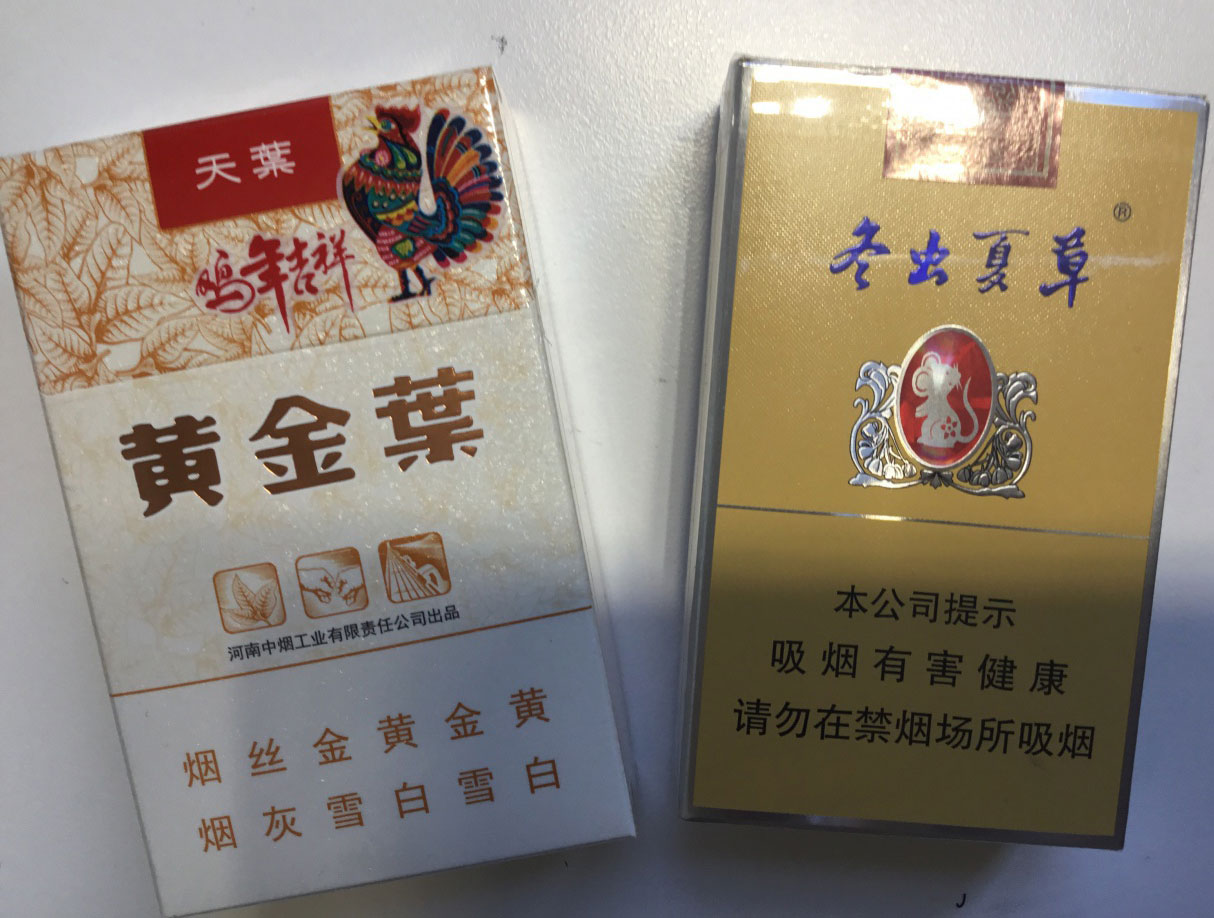 天葉
鸡年吉祥
黄金葉
河南中烟工业有限责任公司出品
烟丝金黄金黄
烟灰雪白雪白
®
冬虫夏草
本公司提示
吸烟有害健康
请勿在禁烟场所吸烟